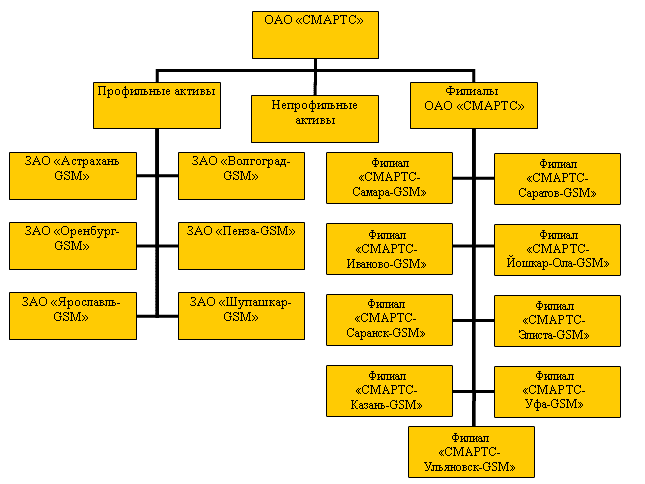 ОАО «СМАРТС»
Профильные активы
Непрофильные
активы
Филиалы
ОАО «СМАРТС»
ЗАО «Астрахань
GSM»
ЗАО «Волгоград-
GSM»
ЗАО «Оренбург-
GSM»
ЗАО «Пенза-GSM»
ЗАО «Ярославль-
GSM»
ЗАО «Шупашкар-
GSM»
Филиал
«СМАРТС-
Самара-GSM»
Филиал
«СМАРТС-
Саратов-GSM»
Филиал
«СМАРТС-
Иваново-GSM»
Филиал
«СМАРТС-
Йошкар-Ола-GSM»
Филиал
«СМАРТС-
Саранск-GSM»
Филиал
«СМАРТС-
Элиста-GSM»
Филиал
«СМАРТС-
Казань-GSM»
Филиал
«СМАРТС-
Уфа-GSM»
Филиал
«СМАРТС-
Ульяновск-GSM»